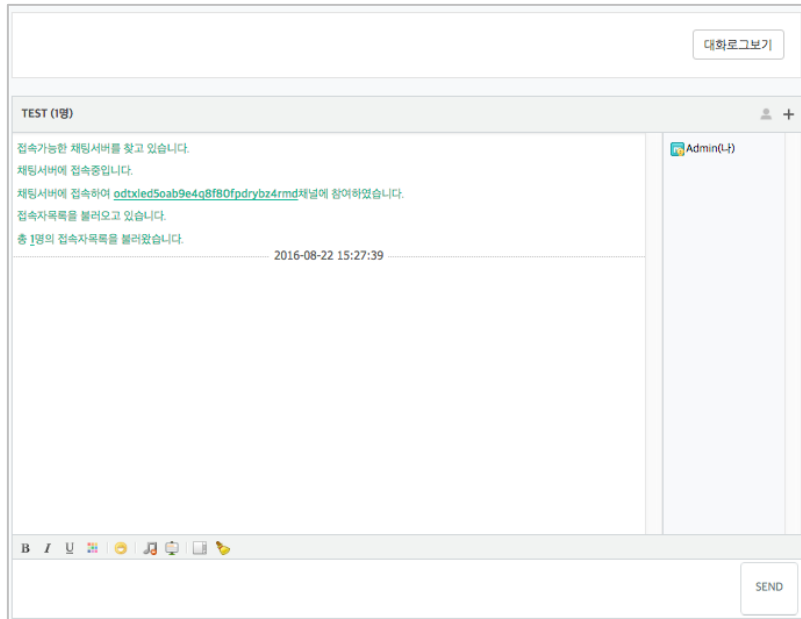 대화로그보기
TEST (1명)
접속가능한 채팅서버를 찾고 있습니다.
채팅서버에 접속중입니다.
채팅서버에 접속하여 odtxled5oab9e4q8f80fpdrybz4rmd채널에 참여하였습니다.
접속자목록을 불러오고 있습니다.
총 1명의 접속자목록을 불러왔습니다.
2016-08-22 15:27:39
Admin(나)
B I U
SEND